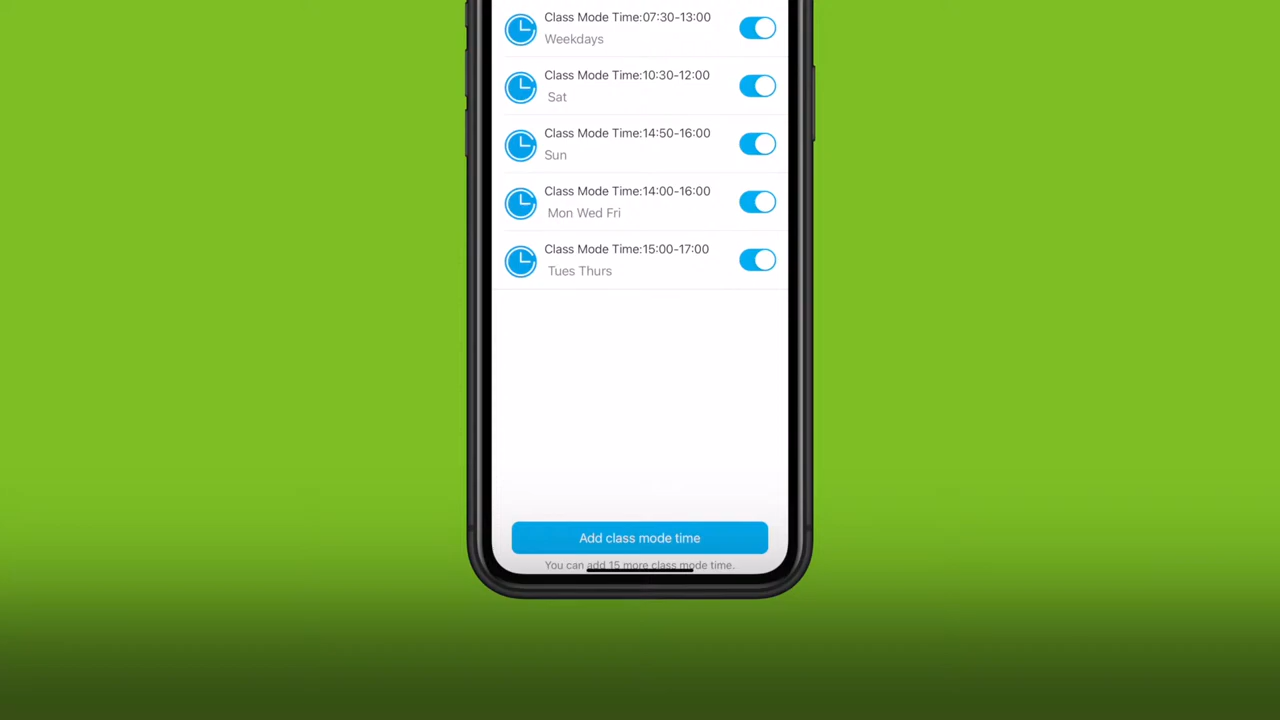 Class Mode Time:07:30-13:00
Weekdays
Class Mode Time:10:30-12:00
Sat
Class Mode Time:14:50-16:00
Sun
Class Mode Time:14:00-16:00
Mon Wed Fri
Class Mode Time:15:00-17:00
Tues Thurs
Add class mode time
You can add 15 more class mode time.